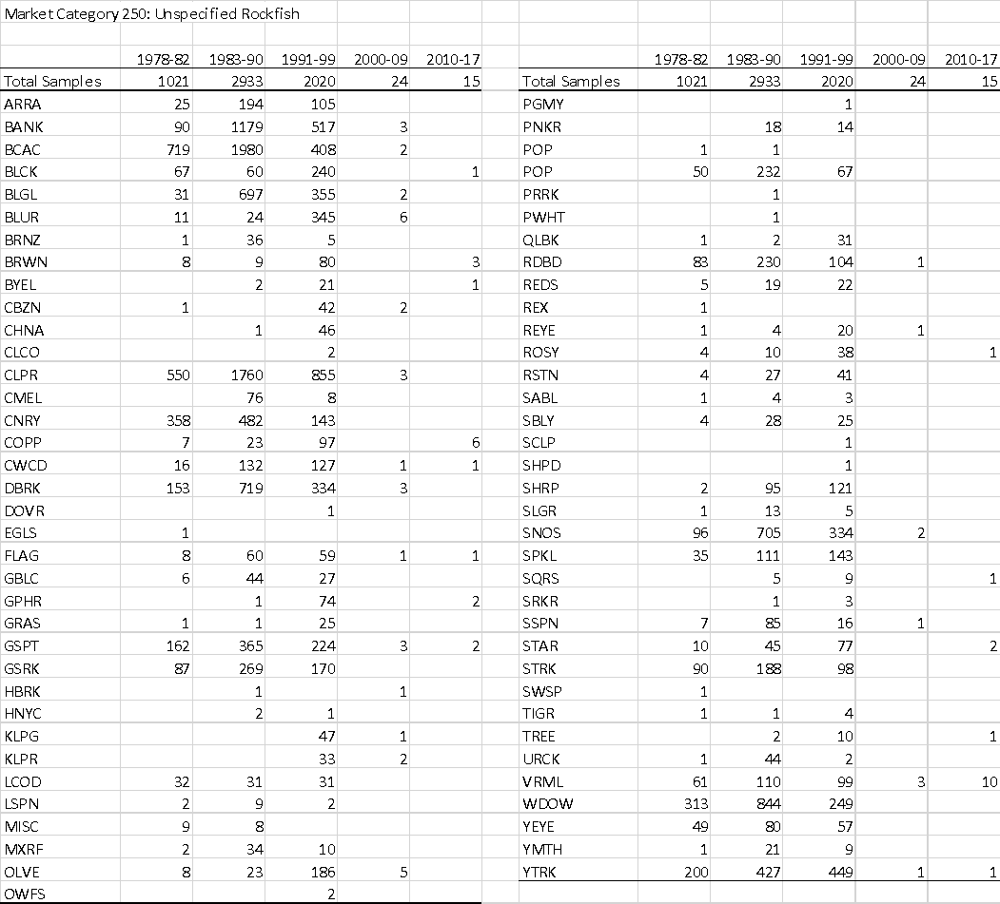 Market Category 250: Unspecified Rockfish
1978-82 1983-90 1991-99 2000-09 2010-17 1978-82 1983-90 1991-99 2000-09 2010-17
Total Samples 1021 2933 2020 24 15 Total Samples 1021 2933 2020 24 15
ARRA 25 194 105 PGMY 1
BANK 90 1179 517 3 PNKR 18 14
BCAC 719 1980 408 2 POP 1 1
BLCK 67 60 240 1 POP 50 232 67
BLGL 31 697 355 2 PRRK 1
BLUR 11 24 345 6 PWHT 1
BRNZ 1 36 5 QLBK 1 2 31
BRWN 8 9 80 3 RDBD 83 230 104 1
BYEL 2 21 1 REDS 5 19 22
CBZN 1 42 2 REX 1
CHNA 1 46 REYE 1 4 20 1
CLCO 2 ROSY 4 10 38 1
CLPR 550 1760 855 3 RSTN 4 27 41
CMEL 76 8 SABL 1 4 3
CNRY 358 482 143 SBLY 4 28 25
COPP 7 23 97 6 SCLP 1
CWCD 16 132 127 1 1 SHPD 1
DBRK 153 719 334 3 SHRP 2 95 121
DOVR 1 SLGR 1 13 5
EGLS 1 SNOS 96 705 334 2
FLAG 8 60 59 1 1 SPKL 35 111 143
GBLC 6 44 27 SQRS 5 9 1
GPHR 1 74 2 SRKR 1 3
GRAS 1 1 25 SSPN 7 85 16 1
GSPT 162 365 224 3 2 STAR 10 45 77 2
GSRK 87 269 170 STRK 90 188 98
HBRK 1 1 SWSP 1
HNYC 2 1 TIGR 1 1 4
KLPG 47 1 TREE 2 10 1
KLPR 33 2 URCK 1 44 2
LCOD 32 31 31 VRML 61 110 99 3 10
LSPN 2 9 2 WDOW 313 844 249
MISC 9 8 YEYE 49 80 57
MXRF 2 34 10 YMTH 1 21 9
OLVE 8 23 186 5 YTRK 200 427 449 1 1
OWFS 2